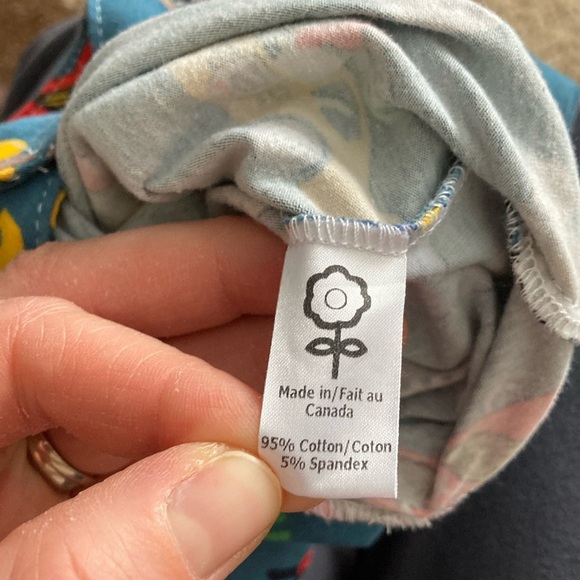 Made in/Fait au
Canada
95% Cotton/Coton
5% Spandex